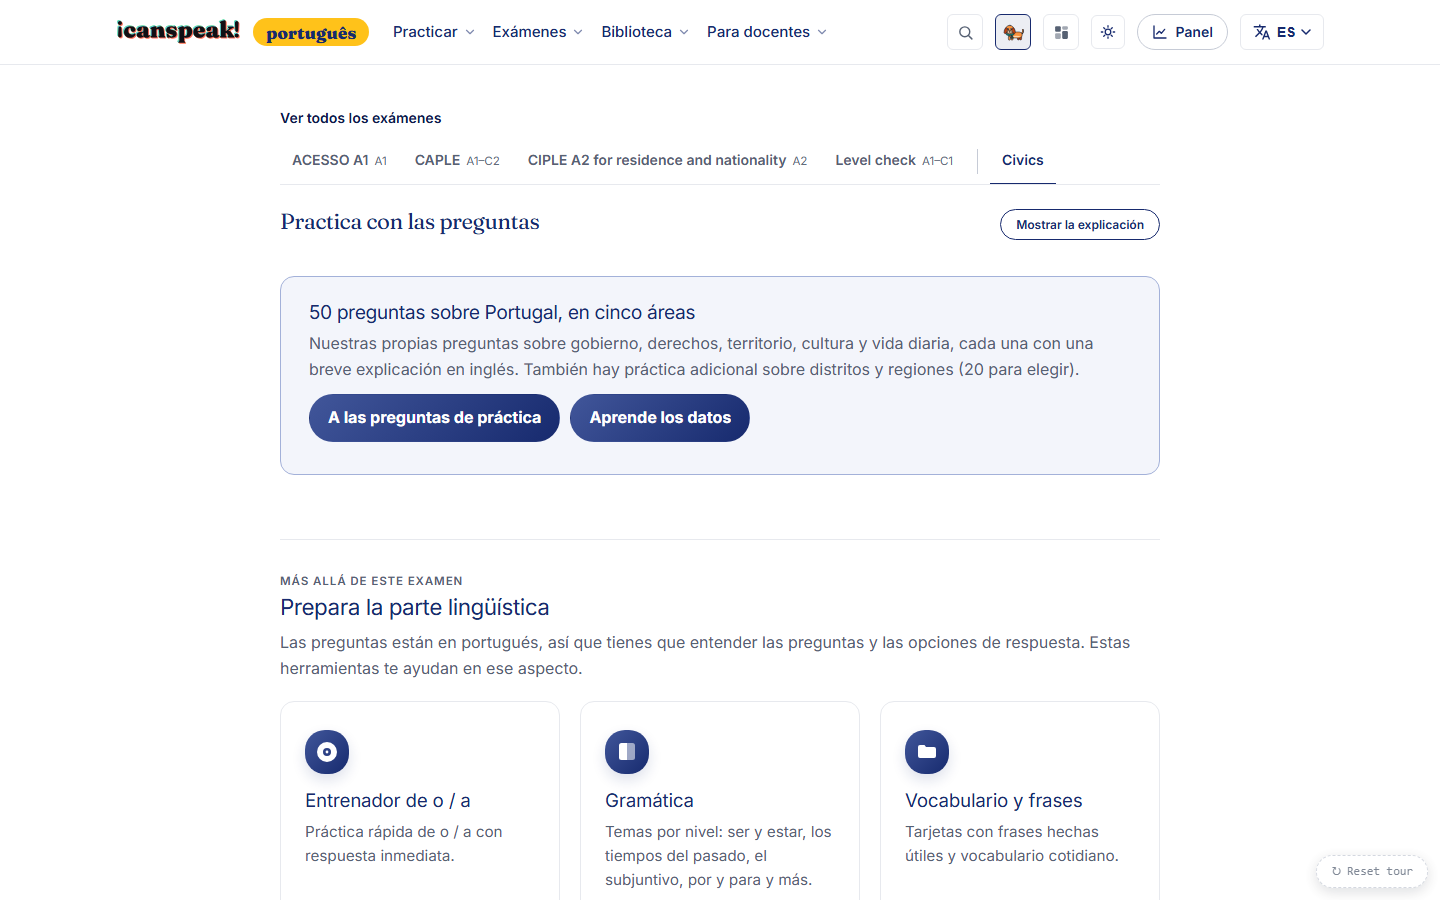 ¡canspeak! português Practicar Exámenes Biblioteca Para docentes Panel ES
Ver todos los exámenes
ACESSO A1 A1 CAPLE A1–C2 CIPLE A2 for residence and nationality A2 Level check A1–C1 Civics
Practica con las preguntas
Mostrar la explicación
50 preguntas sobre Portugal, en cinco áreas
Nuestras propias preguntas sobre gobierno, derechos, territorio, cultura y vida diaria, cada una con una
breve explicación en inglés. También hay práctica adicional sobre distritos y regiones (20 para elegir).
A las preguntas de práctica Aprende los datos
MÁS ALLÁ DE ESTE EXAMEN
Prepara la parte lingüística
Las preguntas están en portugués, así que tienes que entender las preguntas y las opciones de respuesta. Estas
herramientas te ayudan en ese aspecto.
Entrenador de o / a
Práctica rápida de o / a con
respuesta inmediata.
Gramática
Temas por nivel: ser y estar, los
tiempos del pasado, el
subjuntivo, por y para y más.
Vocabulario y frases
Tarjetas con frases hechas
útiles y vocabulario cotidiano.
↻ Reset tour